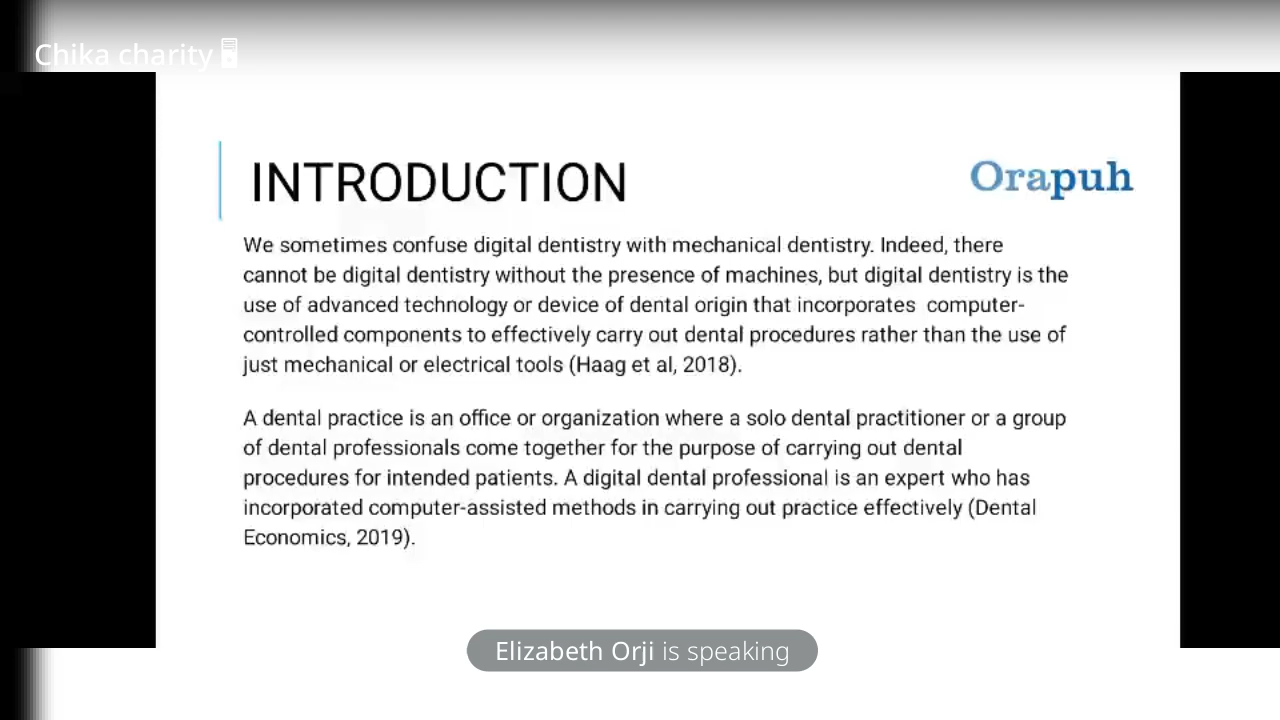 Chika charity
INTRODUCTION
Orapuh
We sometimes confuse digital dentistry with mechanical dentistry. Indeed, there
cannot be digital dentistry without the presence of machines, but digital dentistry is the
use of advanced technology or device of dental origin that incorporates  computer-
controlled components to effectively carry out dental procedures rather than the use of
just mechanical or electrical tools (Haag et al, 2018).
A dental practice is an office or organization where a solo dental practitioner or a group
of dental professionals come together for the purpose of carrying out dental
procedures for intended patients. A digital dental professional is an expert who has
incorporated computer-assisted methods in carrying out practice effectively (Dental
Economics, 2019).
Elizabeth Orji is speaking